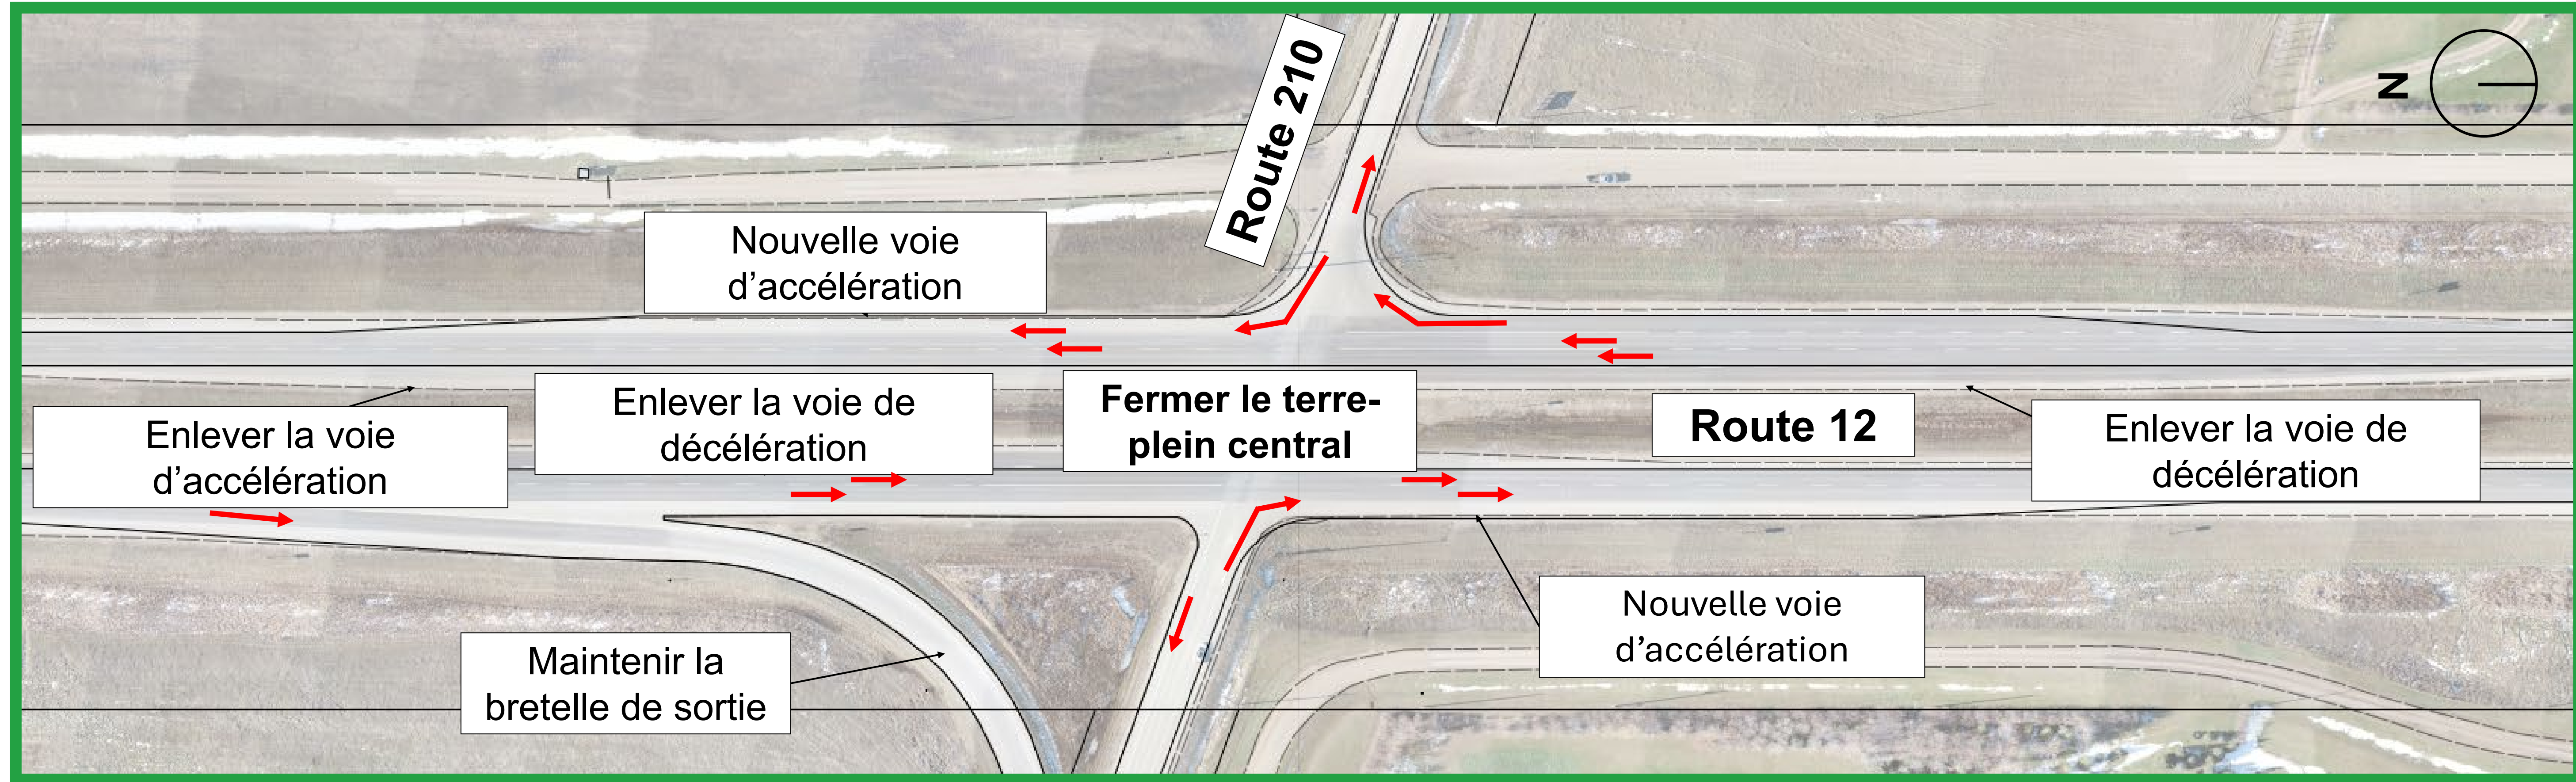 Route 210
N
Nouvelle voie
d’accélération
Enlever la voie
d’accélération
Enlever la voie de
décélération
Fermer le terre-
plein central
Route 12
Enlever la voie de
décélération
Maintenir la
bretelle de sortie
Nouvelle voie
d’accélération